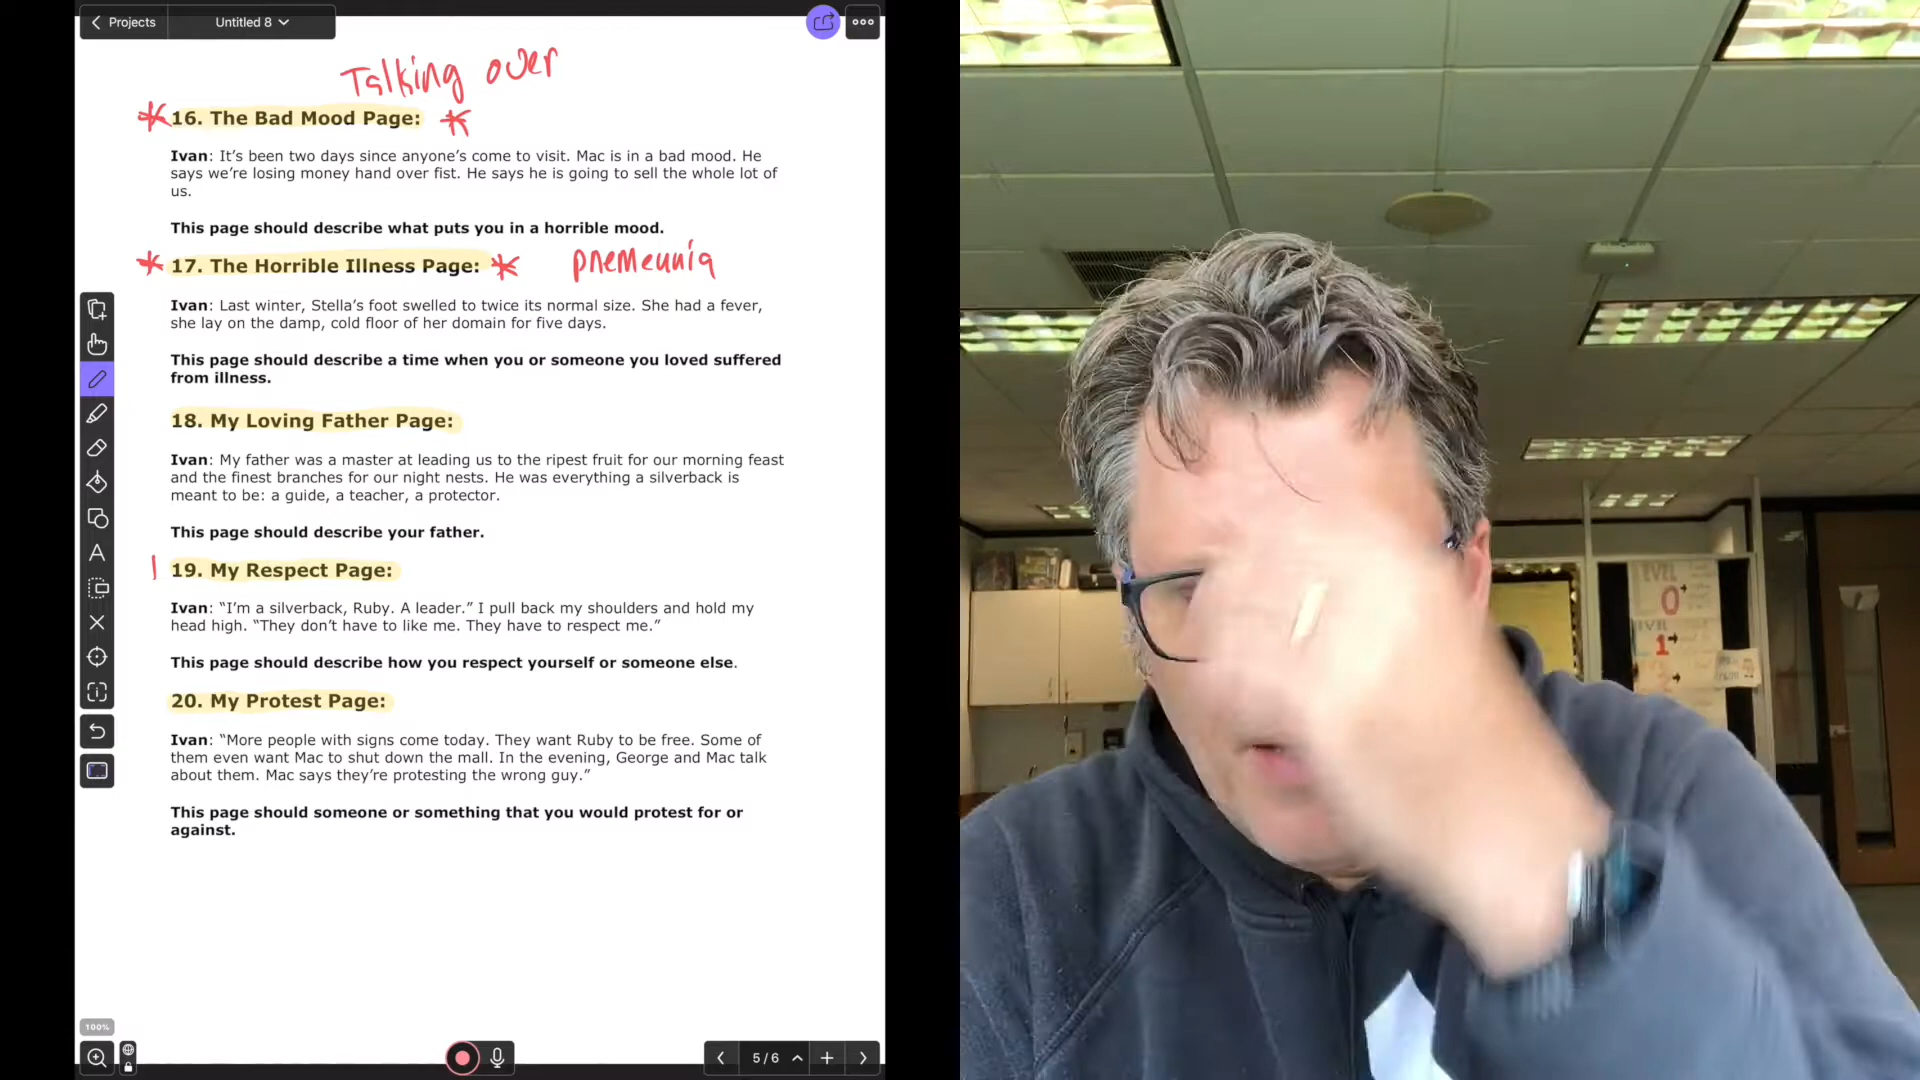 Projects
Untitled 8
Talking over
16. The Bad Mood Page:
Ivan: It's been two days since anyone's come to visit. Mac is in a bad mood. He
says we're losing money hand over fist. He says he is going to sell the whole lot of
us.
This page should describe what puts you in a horrible mood.
17. The Horrible Illness Page:
pnemeunia
Ivan: Last winter, Stella's foot swelled to twice its normal size. She had a fever,
she lay on the damp, cold floor of her domain for five days.
This page should describe a time when you or someone you loved suffered
from illness.
18. My Loving Father Page:
Ivan: My father was a master at leading us to the ripest fruit for our morning feast
and the finest branches for our night nests. He was everything a silverback is
meant to be: a guide, a teacher, a protector.
This page should describe your father.
19. My Respect Page:
Ivan: “I'm a silverback, Ruby. A leader.” I pull back my shoulders and hold my
head high. “They don't have to like me. They have to respect me.”
This page should describe how you respect yourself or someone else.
20. My Protest Page:
Ivan: “More people with signs come today. They want Ruby to be free. Some of
them even want Mac to shut down the mall. In the evening, George and Mac talk
about them. Mac says they're protesting the wrong guy.”
This page should someone or something that you would protest for or
against.
100%
5 / 6
0
1